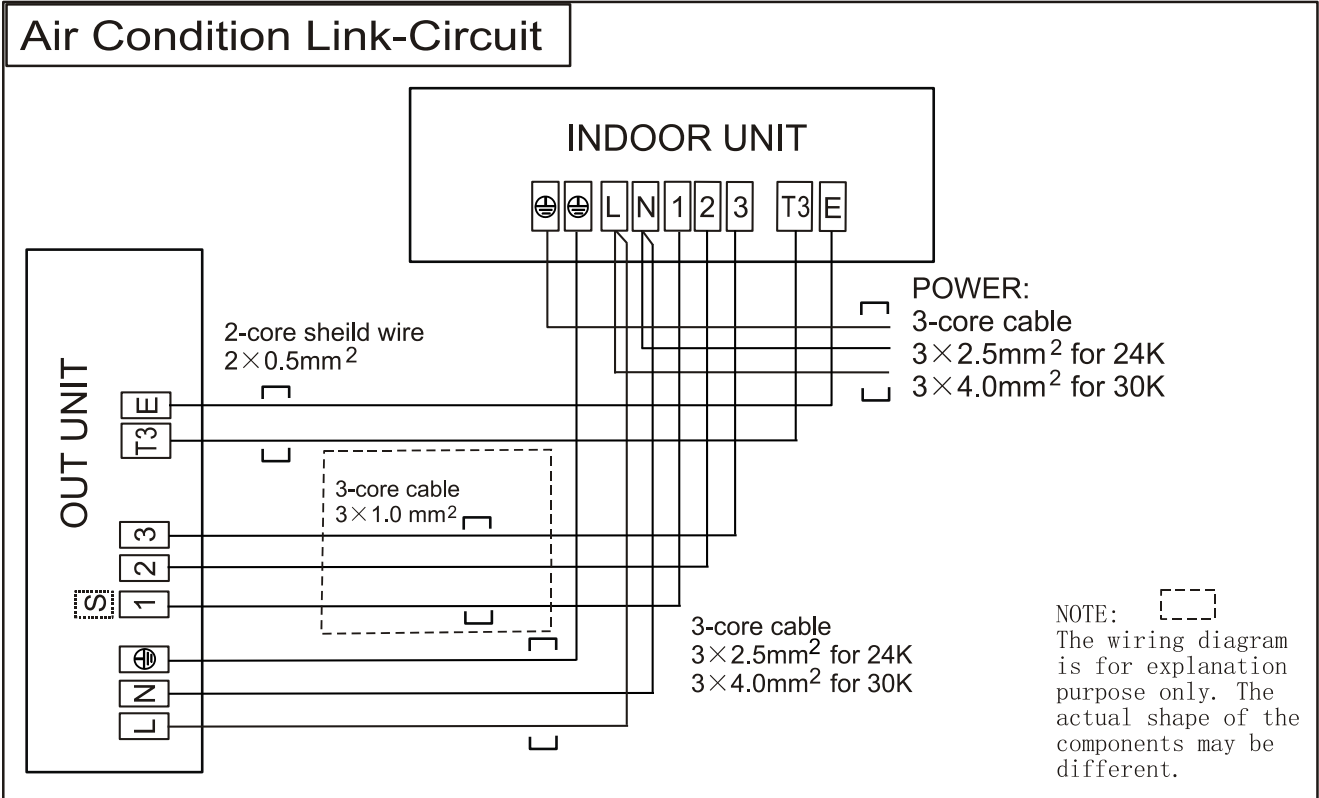 Air Condition Link-Circuit
INDOOR UNIT
L N 1 2 3 T3 E
POWER:
3-core cable
3×2.5mm² for 24K
3×4.0mm² for 30K
2-core sheild wire
2×0.5mm²
OUT UNIT
E
T3
3
2
S 1
N
L
3-core cable
3×1.0 mm²
3-core cable
3×2.5mm² for 24K
3×4.0mm² for 30K
NOTE:
The wiring diagram
is for explanation
purpose only. The
actual shape of the
components may be
different.